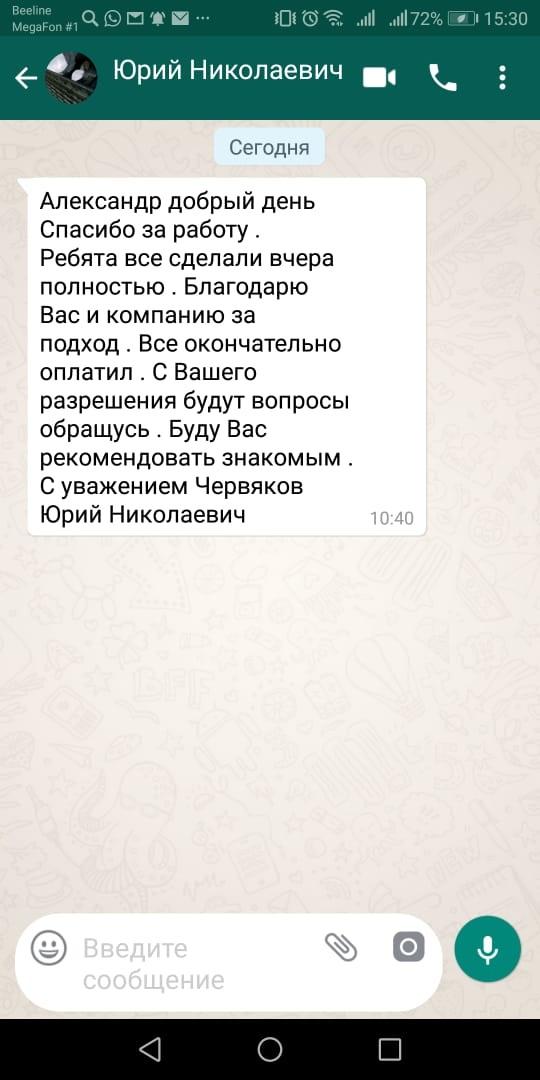 Beeline
MegaFon #1
72%
15:30
Юрий Николаевич
Сегодня
Александр добрый день
Спасибо за работу .
Ребята все сделали вчера
полностью . Благодарю
Вас и компанию за
подход . Все окончательно
оплатил . С Вашего
разрешения будут вопросы
обращусь . Буду Вас
рекомендовать знакомым .
С уважением Червяков
Юрий Николаевич
10:40
Введите
сообщение